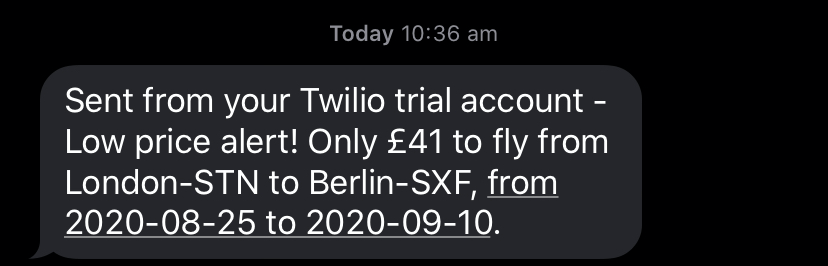 Today 10:36 am
Sent from your Twilio trial account -
Low price alert! Only £41 to fly from
London-STN to Berlin-SXF, from
2020-08-25 to 2020-09-10.